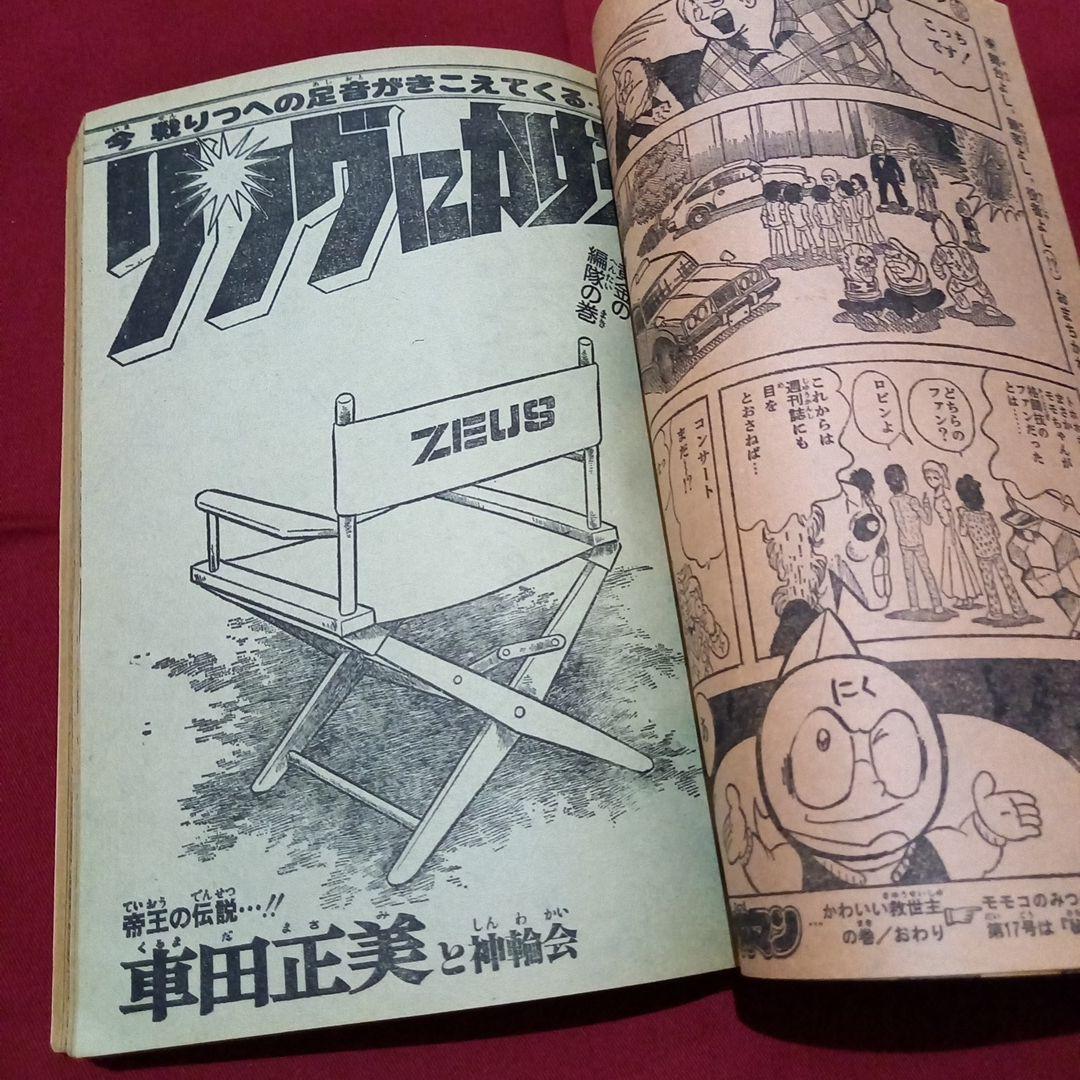 今 戦りつへの足音がきこえてくる…
リングにかけ
黄金の
編隊の巻
ZEUS
帝王の伝説…!!
車田正美と神輪会
こっち
です!
どちらの
ファン?
ロビンよ
これからは
週刊誌にも
目を
とおさねば…
コンサート
まだーっ!?
にく
マン
かわいい救世主
の巻/おわり
モモコのみつ
第17号は